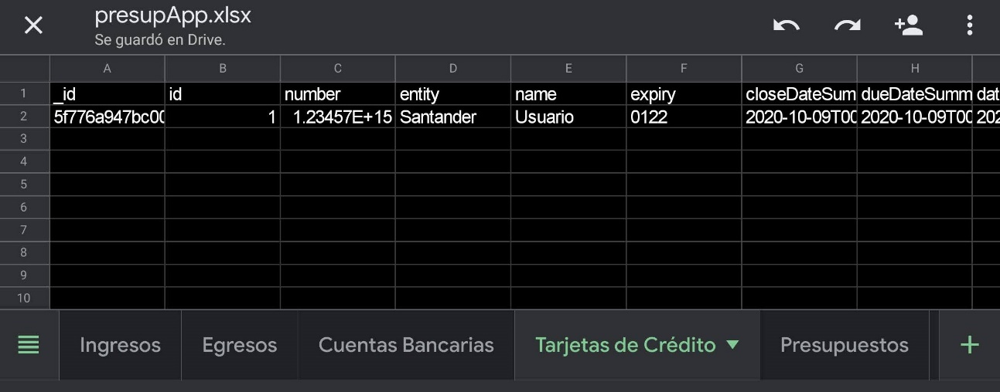 presupApp.xlsx
Se guardó en Drive.
A B C D E F G H
1 _id id number entity name expiry closeDateSum dueDateSumm dat
2 5f776a947bc00 1 1.23457E+15 Santander Usuario 0122 2020-10-09T00 2020-10-09T00 202
3
4
5
6
7
8
9
10
Ingresos Egresos Cuentas Bancarias Tarjetas de Crédito Presupuestos